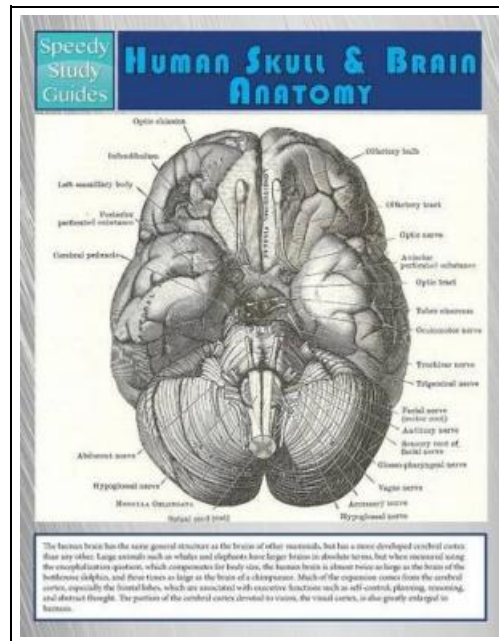 Speedy
Study
Guides
HUMAN SKULL & BRAIN
ANATOMY
Optic chiasma
Infundibulum
Left mamillary body
Posterior
perforated substance
Cerebral peduncle
Olfactory bulb
Olfactory tract
Optic nerve
Anterior
perforated substance
Optic tract
Tuber cinereum
Oculomotor nerve
Trochlear nerve
Trigeminal nerve
Facial nerve
(motor root)
Auditory nerve
Sensory root of
facial nerve
Glosso-pharyngeal nerve
Vagus nerve
Accessory nerve
Hypoglossal nerve
Abducent nerve
Hypoglossal nerve
MEDULLA OBLONGATA
Spinal cord (cut)
The human brain has the same general structure as the brains of other mammals, but has a more developed cerebral cortex
than any other. Large animals such as whales and elephants have larger brains in absolute terms, but when measured using
the encephalization quotient, which compensates for body size, the human brain is almost twice as large as the brain of the
bottlenose dolphin, and three times as large as the brain of a chimpanzee. Much of the expansion comes from the cerebral
cortex, especially the frontal lobes, which are associated with executive functions such as self-control, planning, reasoning,
and abstract thought. The portion of the cerebral cortex devoted to vision, the visual cortex, is also greatly enlarged in
humans.